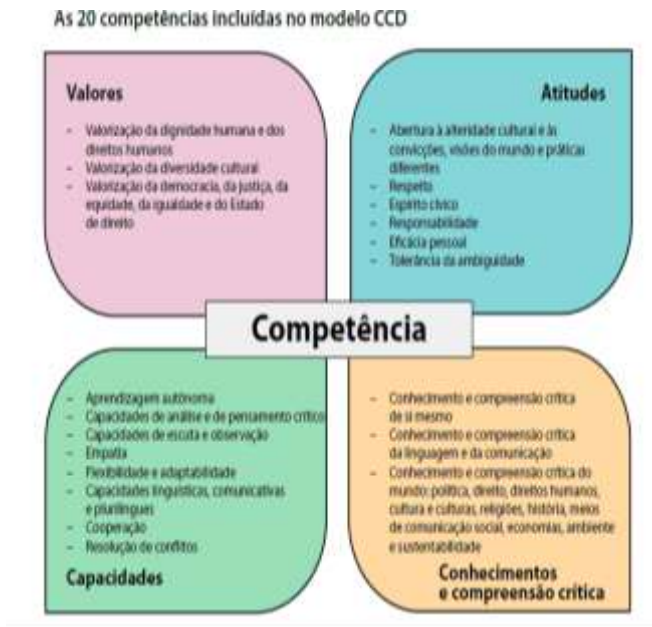 As 20 competências incluídas no modelo CCD
Valores
- Valorização da dignidade humana e dos
direitos humanos
- Valorização da diversidade cultural
- Valorização da democracia, da justiça, da
equidade, da igualdade e do Estado
de direito
Atitudes
- Abertura à alteridade cultural e às
convicções, visões do mundo e práticas
diferentes
- Respeito
- Espírito cívico
- Responsabilidade
- Eficácia pessoal
- Tolerância da ambiguidade
Competência
- Aprendizagem autónoma
- Capacidades de análise e de pensamento crítico
- Capacidades de escuta e observação
- Empatia
- Flexibilidade e adaptabilidade
- Capacidades linguísticas, comunicativas
e plurilingues
- Cooperação
- Resolução de conflitos
Capacidades
- Conhecimento e compreensão crítica
de si mesmo
- Conhecimento e compreensão crítica
da linguagem e da comunicação
- Conhecimento e compreensão crítica do
mundo: política, direito, direitos humanos,
cultura e culturas, religiões, história, meios
de comunicação social, economias, ambiente
e sustentabilidade
Conhecimentos
e compreensão crítica